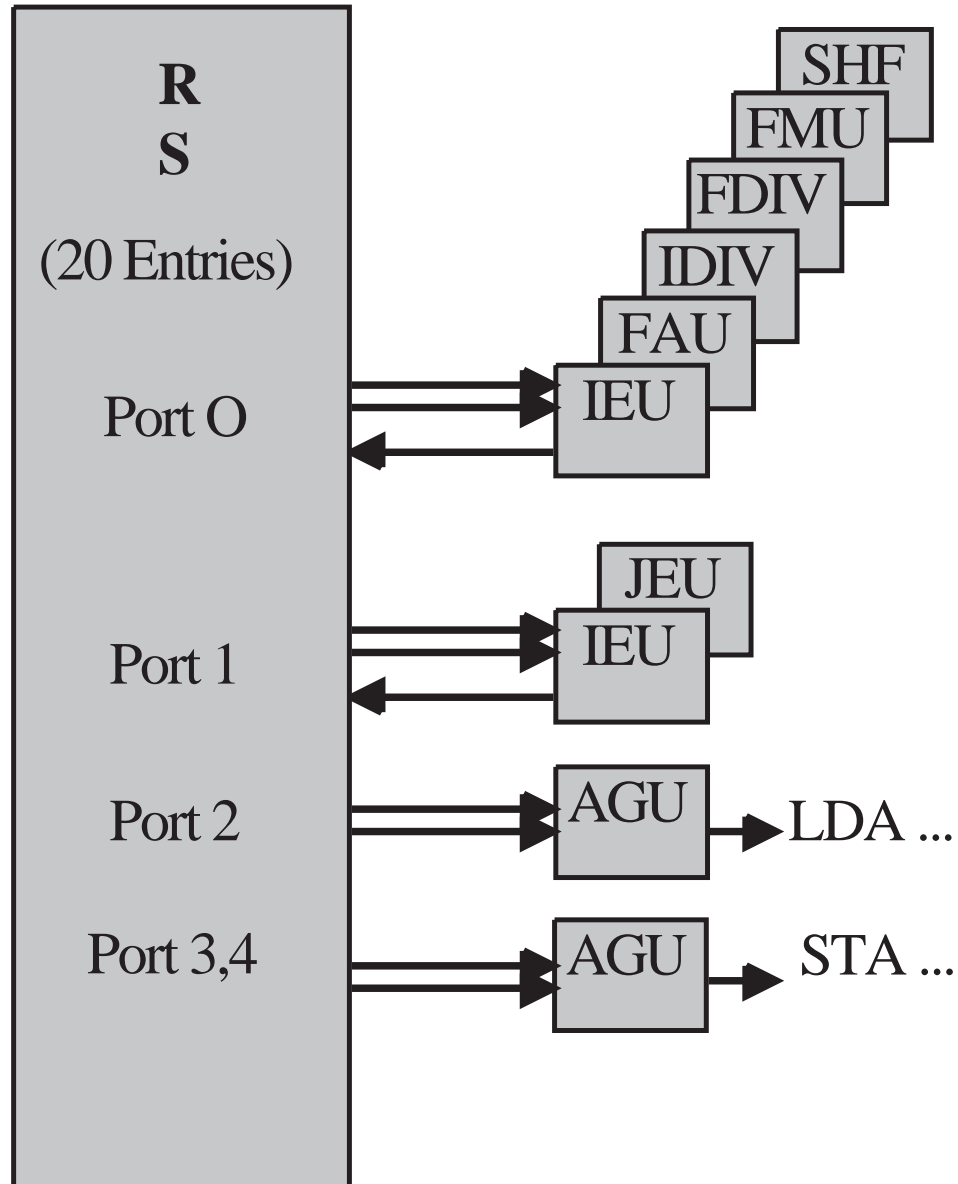 R
S
(20 Entries)
Port O
Port 1
Port 2
Port 3,4
SHF
FMU
FDIV
IDIV
FAU
IEU
JEU
IEU
AGU
LDA ...
AGU
STA ...